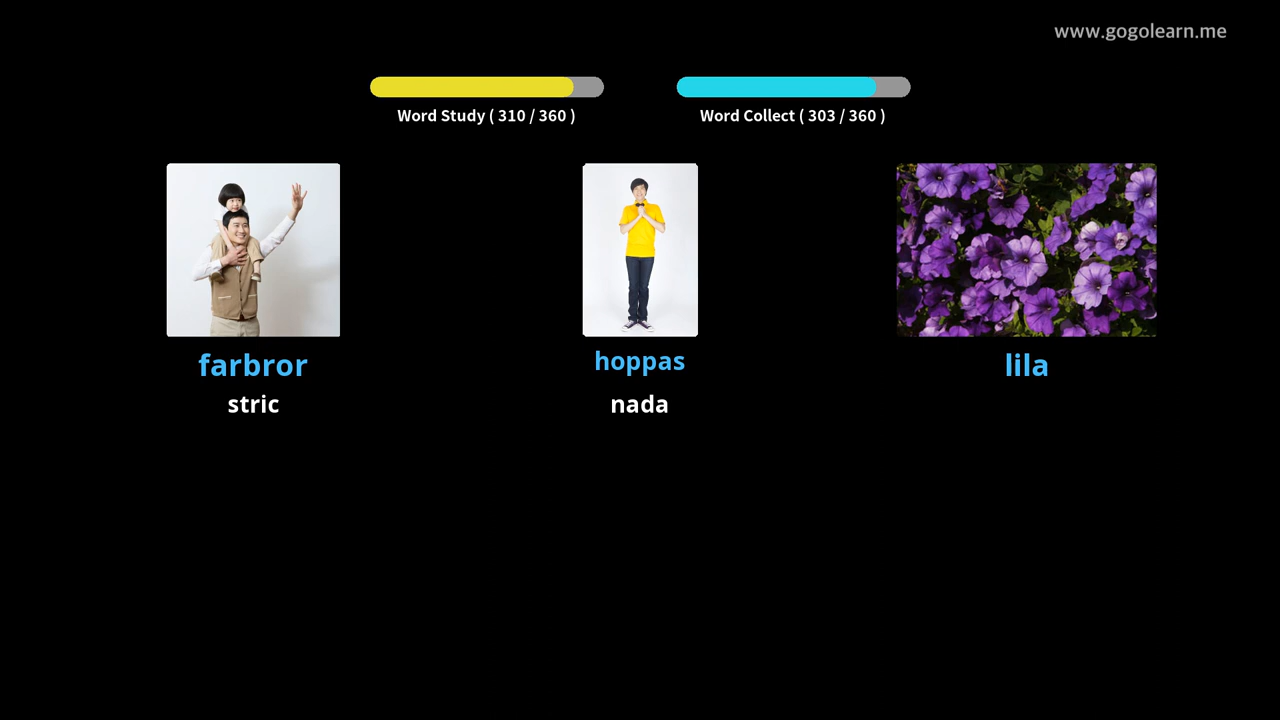 www.gogolearn.me
Word Study ( 310 / 360 )
Word Collect ( 303 / 360 )
farbror
stric
hoppas
nada
lila